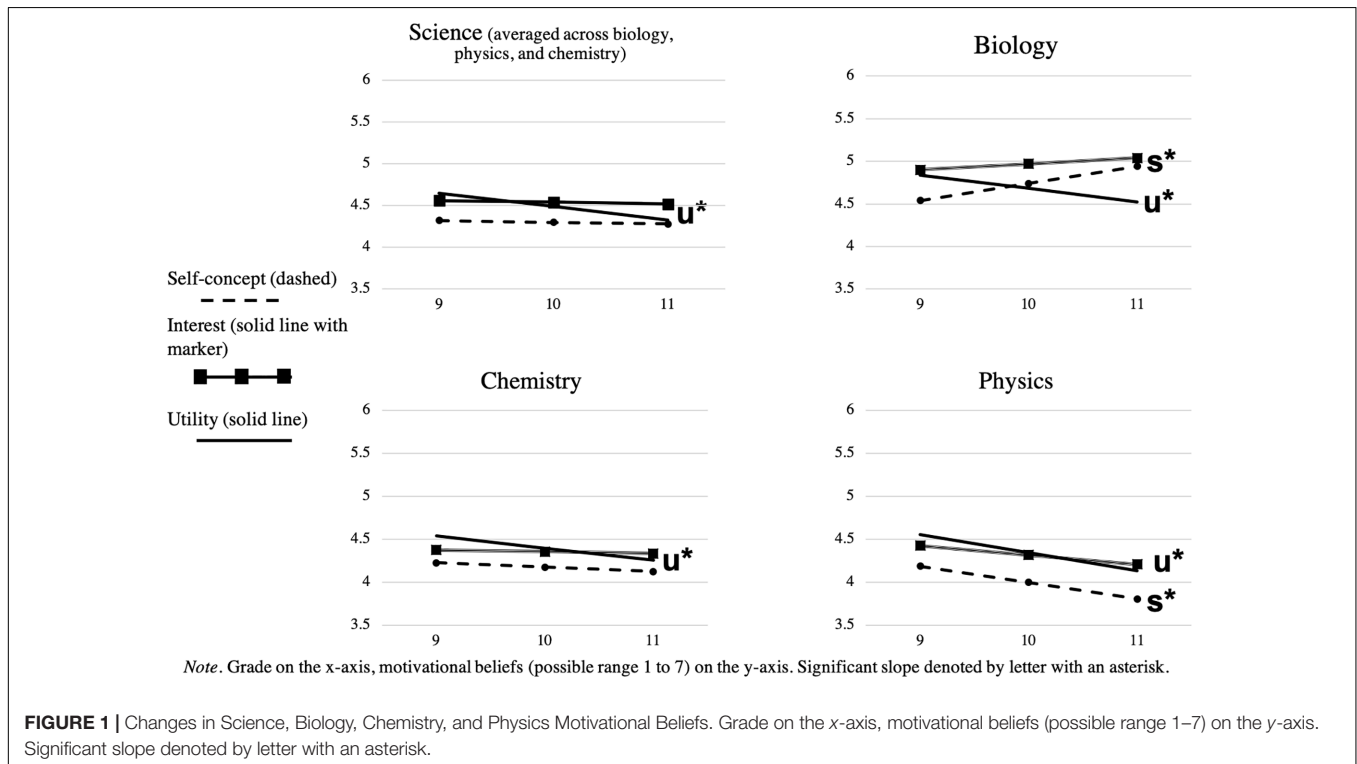 Science (averaged across biology,
physics, and chemistry)
6
5.5
5
4.5
4
3.5
9 10 11
u*
Biology
6
5.5
5
4.5
4
3.5
9 10 11
s*
u*
Self-concept (dashed)
Interest (solid line with
marker)
Utility (solid line)
Chemistry
6
5.5
5
4.5
4
3.5
9 10 11
u*
Physics
6
5.5
5
4.5
4
3.5
9 10 11
u*
s*
Note. Grade on the x-axis, motivational beliefs (possible range 1 to 7) on the y-axis. Significant slope denoted by letter with an asterisk.
FIGURE 1 | Changes in Science, Biology, Chemistry, and Physics Motivational Beliefs. Grade on the x-axis, motivational beliefs (possible range 1–7) on the y-axis.
Significant slope denoted by letter with an asterisk.